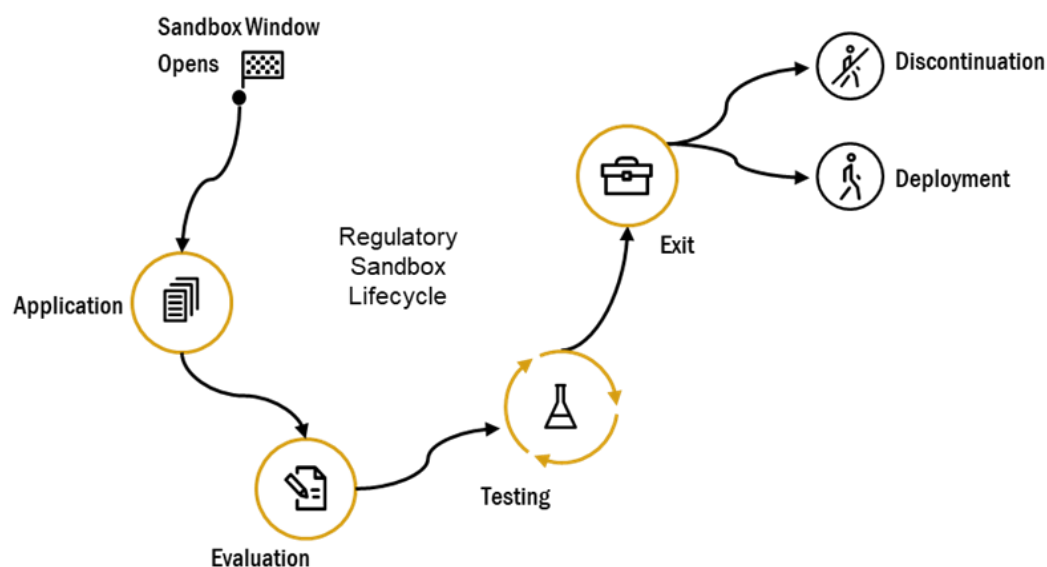 Sandbox Window
Opens
Discontinuation
Deployment
Exit
Regulatory
Sandbox
Lifecycle
Application
Testing
Evaluation